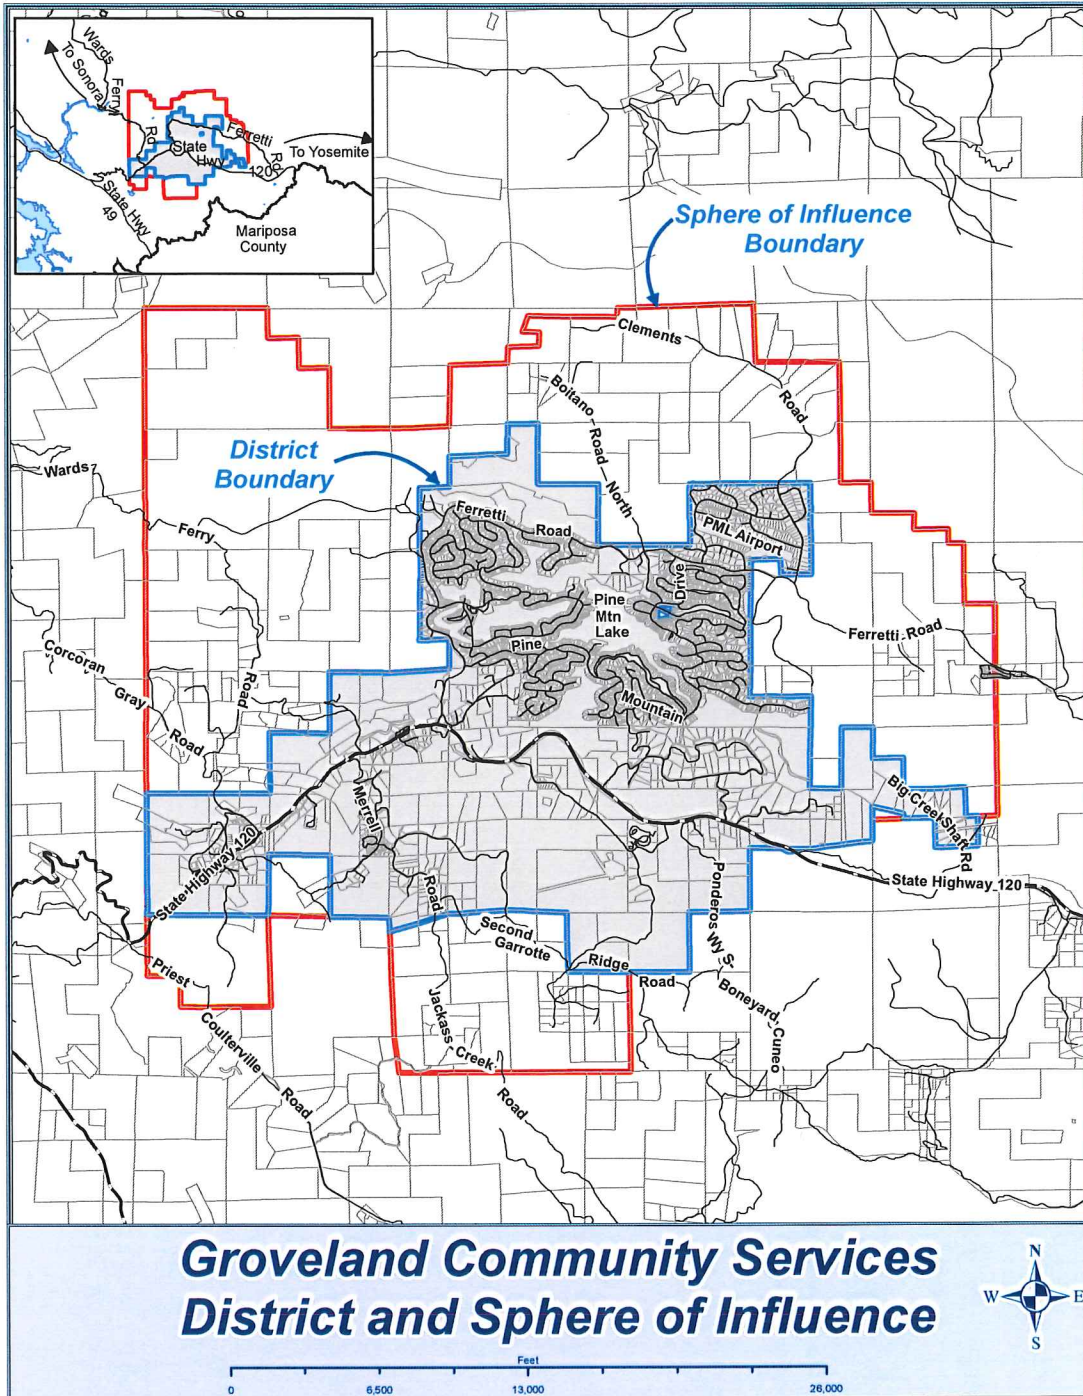 Wards
Ferry
Rd
To Sonora
State
Hwy
120
Ferretti
Rd
To Yosemite
State Hwy
49
Mariposa
County
Sphere of Influence
Boundary
Clements
Road
Boitano Road North
District
Boundary
Wards
Ferry
Road
Ferretti
Road
PML Airport
Drive
Pine
Mtn
Lake
Pine
Mountain
Ferretti Road
Corcoran
Gray
Road
Merrell
Road
State Highway 120
Big Creek Shaft
Rd
State Highway 120
Ponderos Wy S.
Second
Garrotte
Ridge
Road
Boneyard Cuneo
Priest
Coulterville
Road
Jackass
Creek
Road
Groveland Community Services
District and Sphere of Influence
N
W
E
S
Feet
0
6,500
13,000
26,000